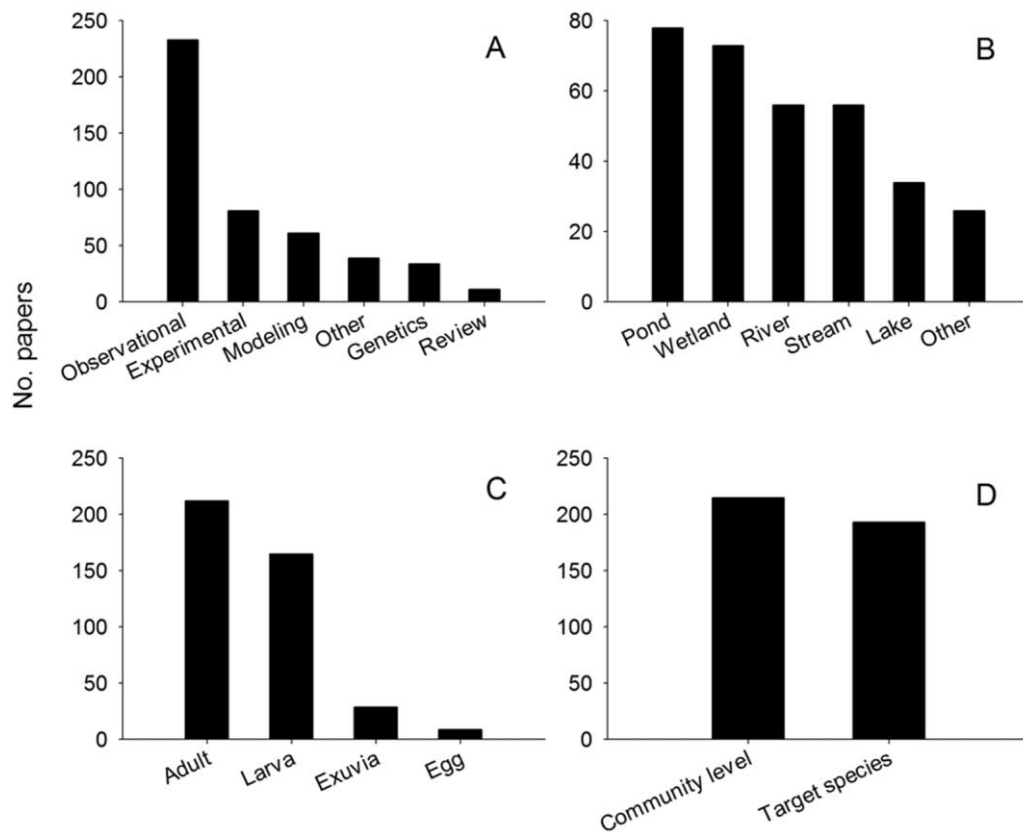 No. papers
A
250
200
150
100
50
0
Observational
Experimental
Modeling
Other
Genetics
Review
B
80
60
40
20
0
Pond
Wetland
River
Stream
Lake
Other
C
250
200
150
100
50
0
Adult
Larva
Exuvia
Egg
D
250
200
150
100
50
0
Community level
Target species